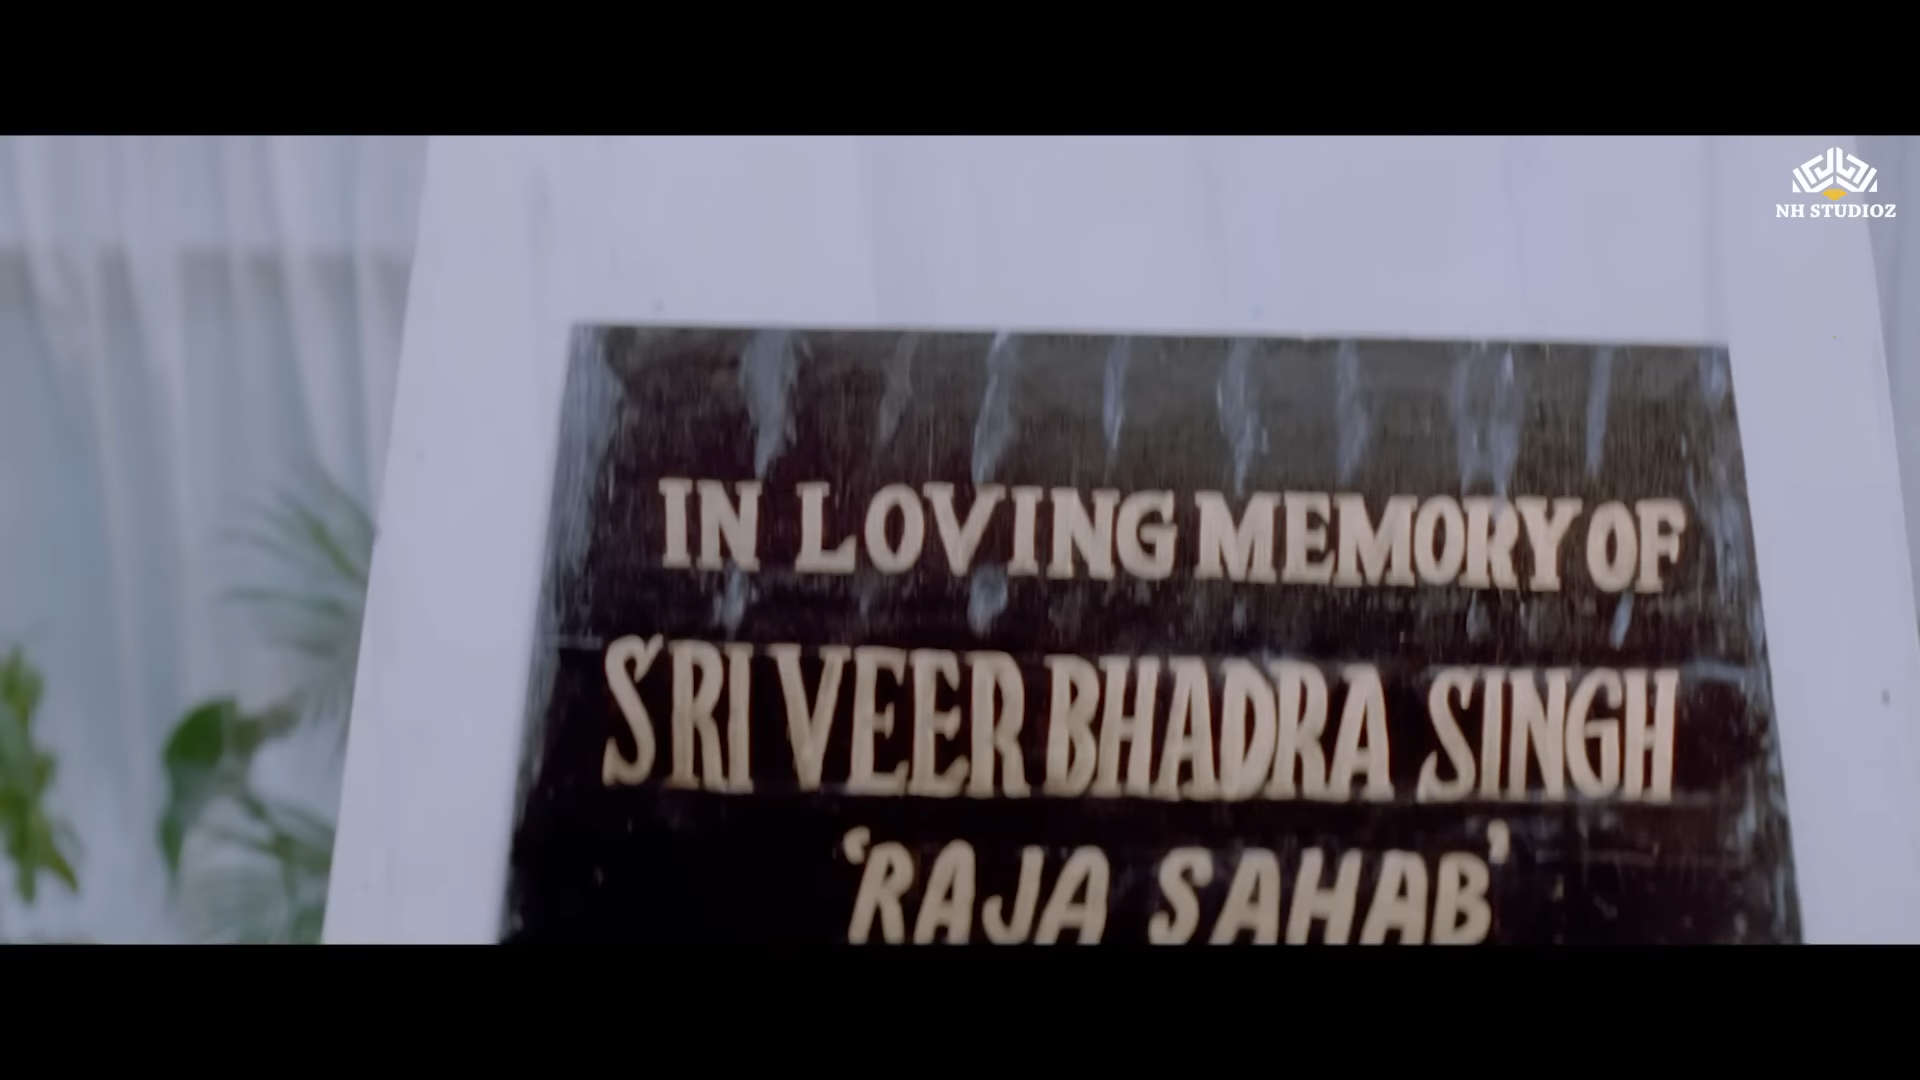 NH STUDIOZ
IN LOVING MEMORY OF
SRI VEER BHADRA SINGH
'RAJA SAHAB'